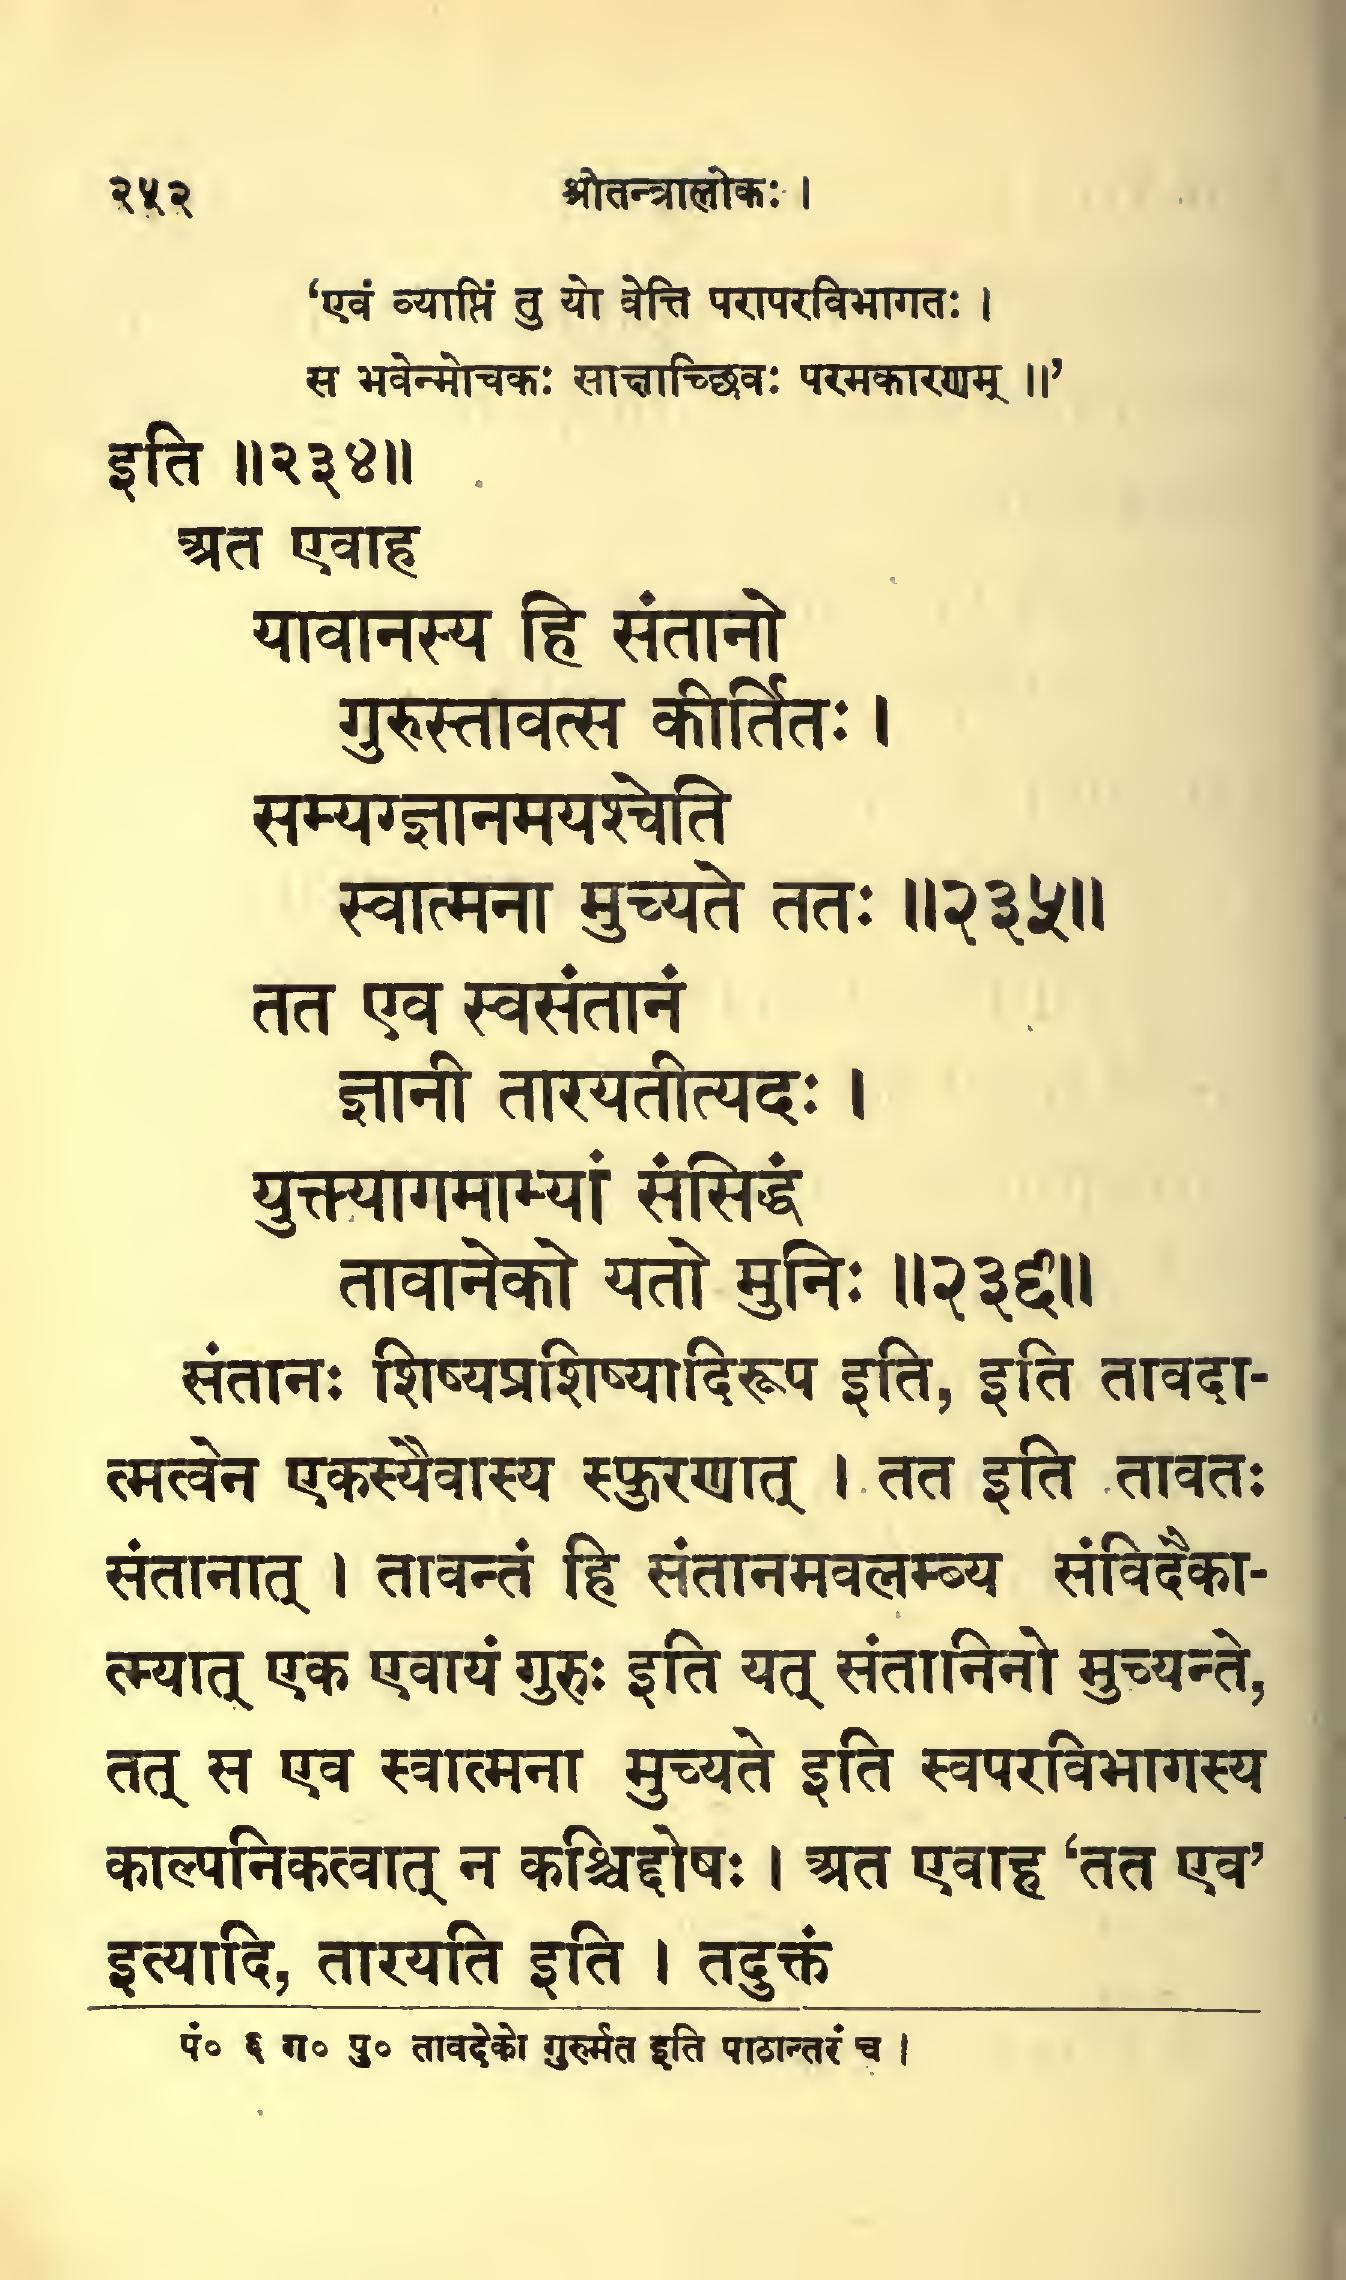 २५२ श्रीतन्त्रालोकः ।
‘एवं व्याप्तिं तु यो वेत्ति परापरविभागतः ।
स भवेन्मोचकः साक्षाच्छिवः परमकारणम् ॥’
इति ॥२३४॥
अत एवाह
यावानस्य हि संतानो
गुरुस्तावत्स कीर्तितः ।
सम्यग्ज्ञानमयश्चेति
स्वात्मना मुच्यते ततः ॥२३५॥
तत एव स्वसंतानं
ज्ञानी तारयतीत्यदः ।
युक्त्यागमाभ्यां संसिद्धं
तावानेको यतो मुनिः ॥२३६॥
संतानः शिष्यप्रशिष्यादिरूप इति, इति तावदा-
त्मत्वेन एकस्यैवास्य स्फुरणात् । तत इति तावतः
संतानात् । तावन्तं हि संतानमवलम्ब्य संविदैका-
त्म्यात् एक एवायं गुरुः इति यत् संतानिनो मुच्यन्ते,
तत् स एव स्वात्मना मुच्यते इति स्वपरविभागस्य
काल्पनिकत्वात् न कश्चिद्दोषः । अत एवाह ‘तत एव’
इत्यादि, तारयति इति । तदुक्तं
पं० ६ ग० पु० तावदेको गुरुर्मत इति पाठान्तरं च ।